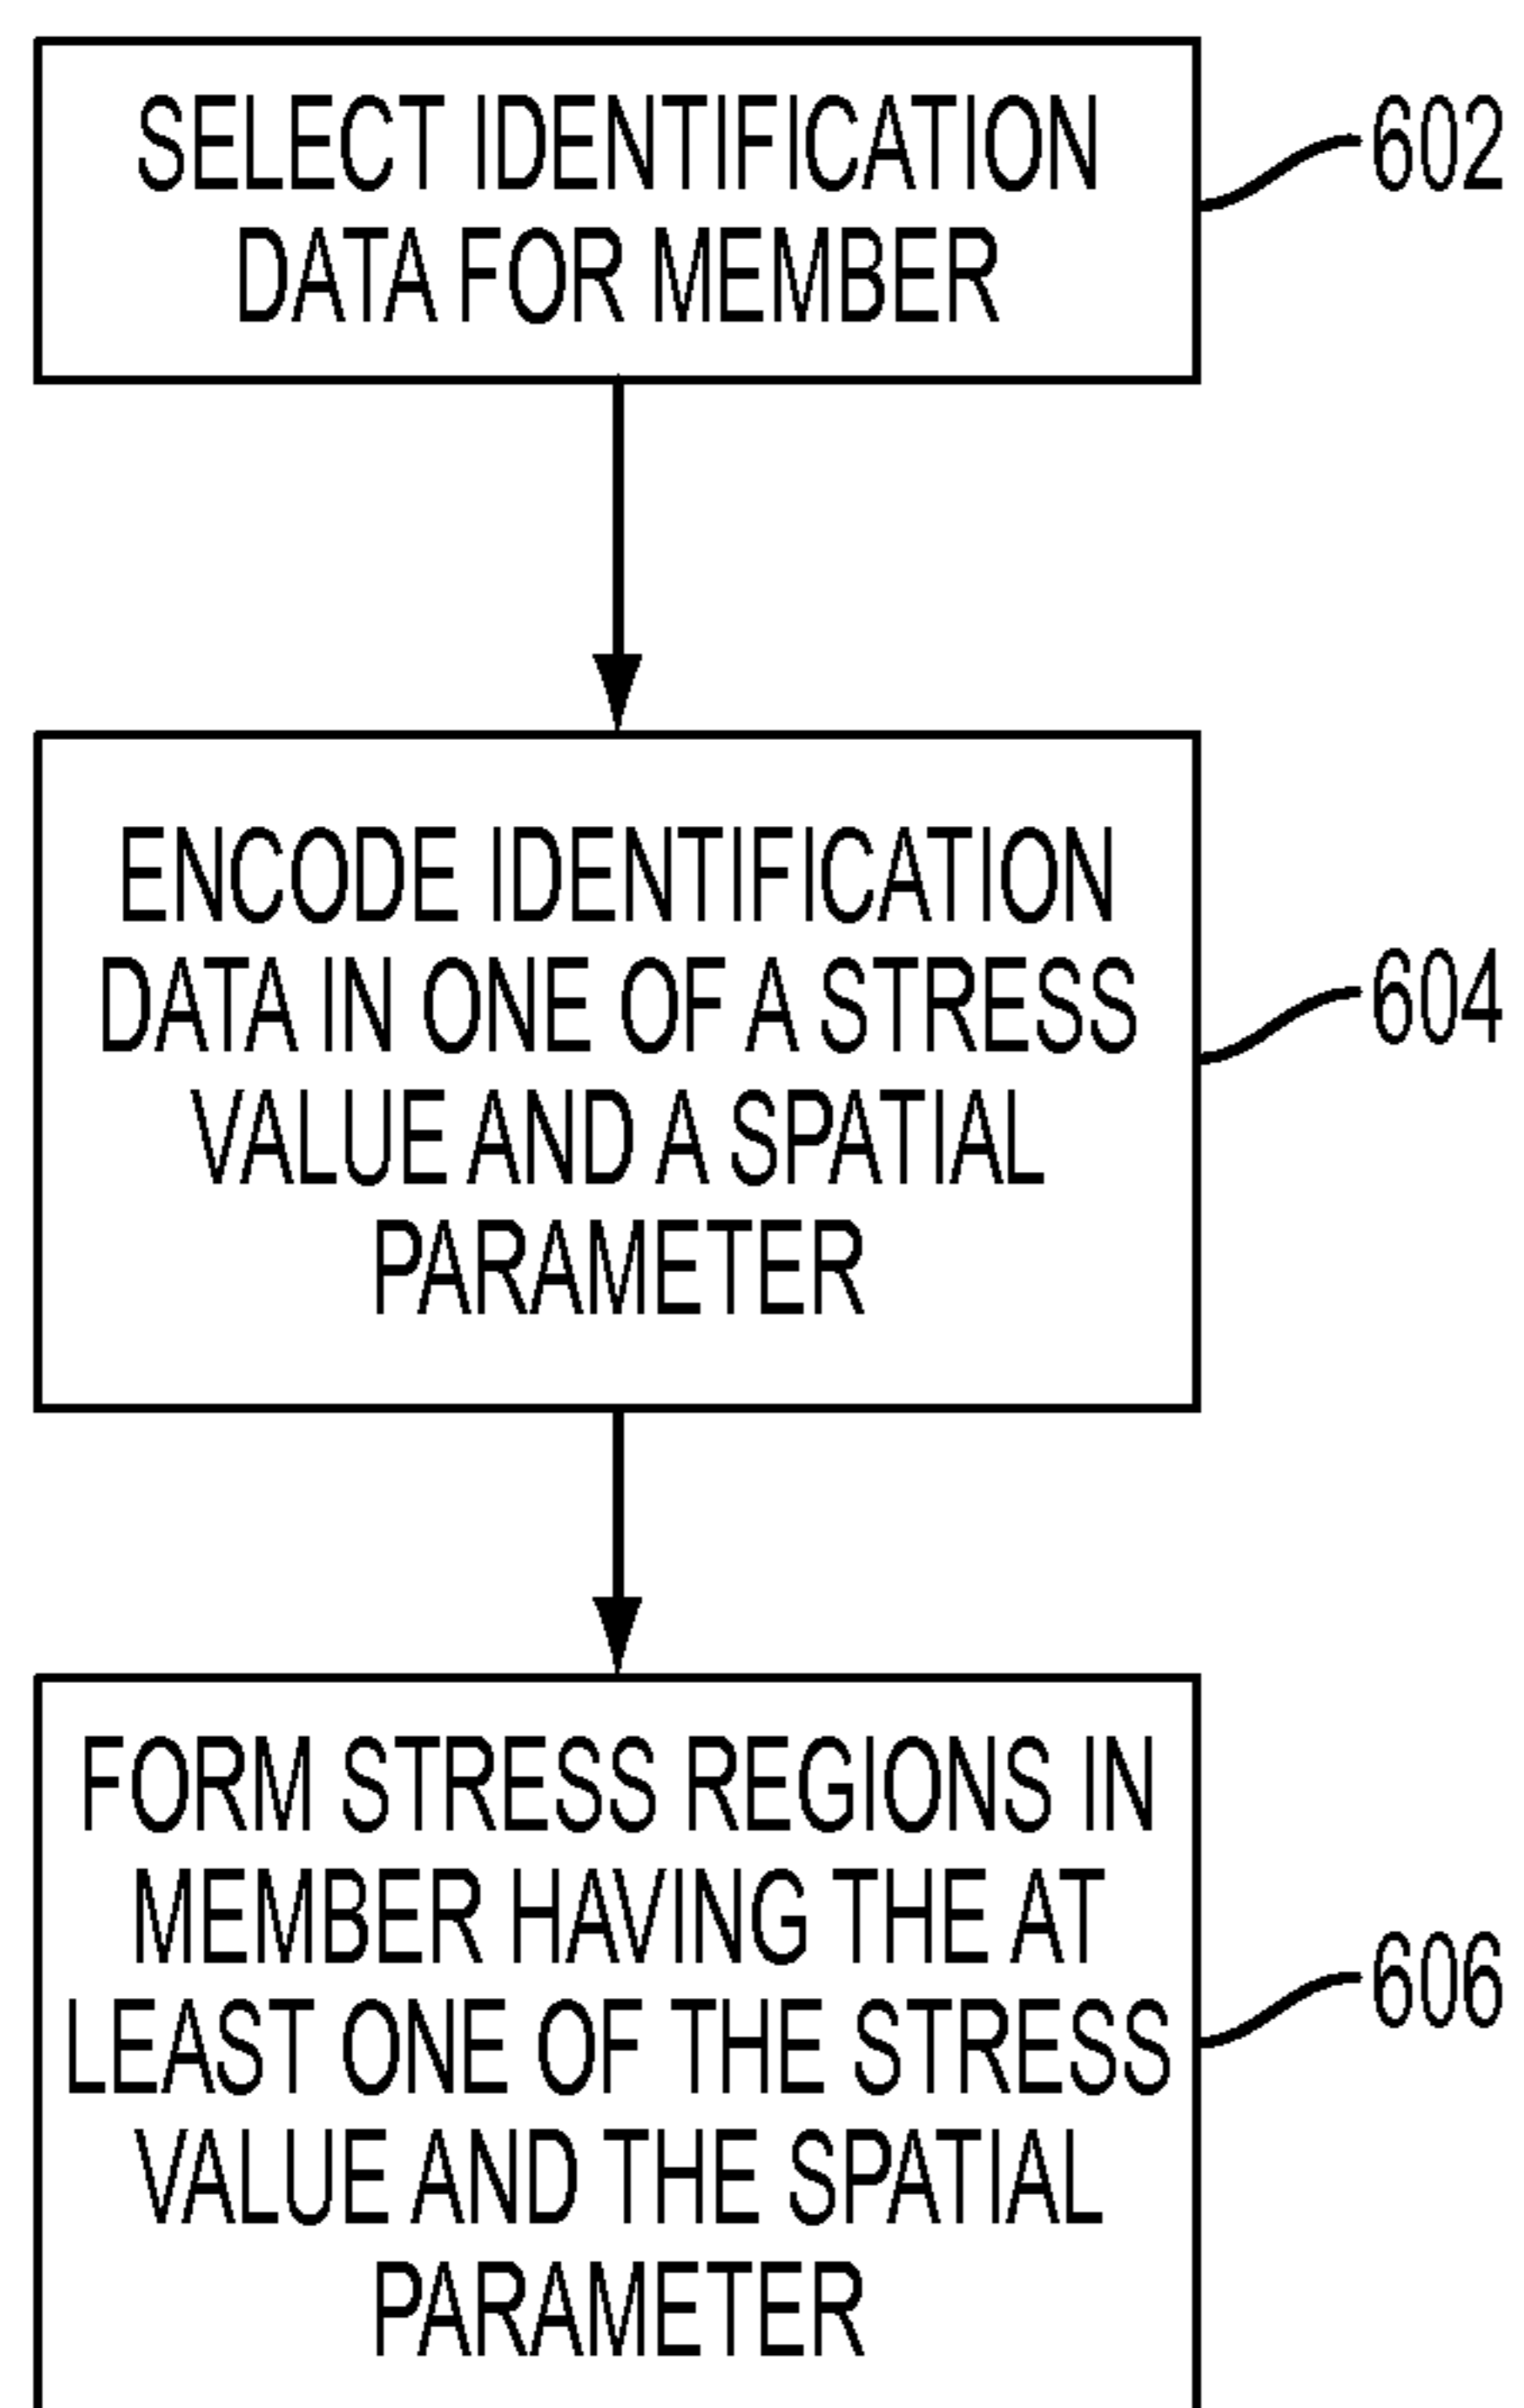 SELECT IDENTIFICATION
DATA FOR MEMBER
602
ENCODE IDENTIFICATION
DATA IN ONE OF A STRESS
VALUE AND A SPATIAL
PARAMETER
604
FORM STRESS REGIONS IN
MEMBER HAVING THE AT
LEAST ONE OF THE STRESS
VALUE AND THE SPATIAL
PARAMETER
606